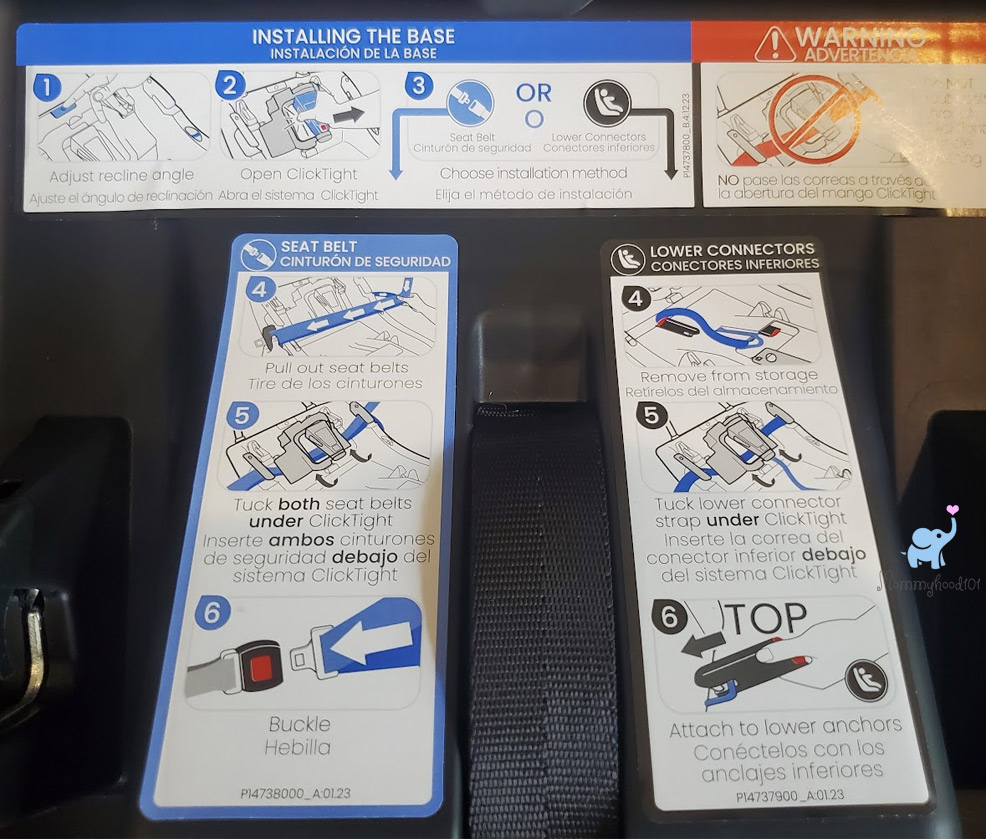 INSTALLING THE BASE
INSTALACIÓN DE LA BASE
1
Adjust recline angle
Ajuste el ángulo de reclinación
2
Open ClickTight
Abra el sistema ClickTight
3
Seat Belt
Cinturón de seguridad
OR
O
Lower Connectors
Conectores inferiores
Choose installation method
Elija el método de instalación
P14737800_B:4.12.23
WARNING
NO pase las correas a través
la abertura del mango ClickTight
SEAT BELT
CINTURÓN DE SEGURIDAD
4
Pull out seat belts
Tire de los cinturones
5
Tuck both seat belts
under ClickTight
Inserte ambos cinturones
de seguridad debajo del
sistema ClickTight
6
Buckle
Hebilla
P14738000_A:01.23
LOWER CONNECTORS
CONECTORES INFERIORES
4
Remove from storage
Retírelos del almacenamiento
5
Tuck lower connector
strap under ClickTight
Inserte la correa del
conector inferior debajo
del sistema ClickTight
6
TOP
Attach to lower anchors
Conéctelos con los
anclajes inferiores
P14737900_A:01.23
Mommyhood101